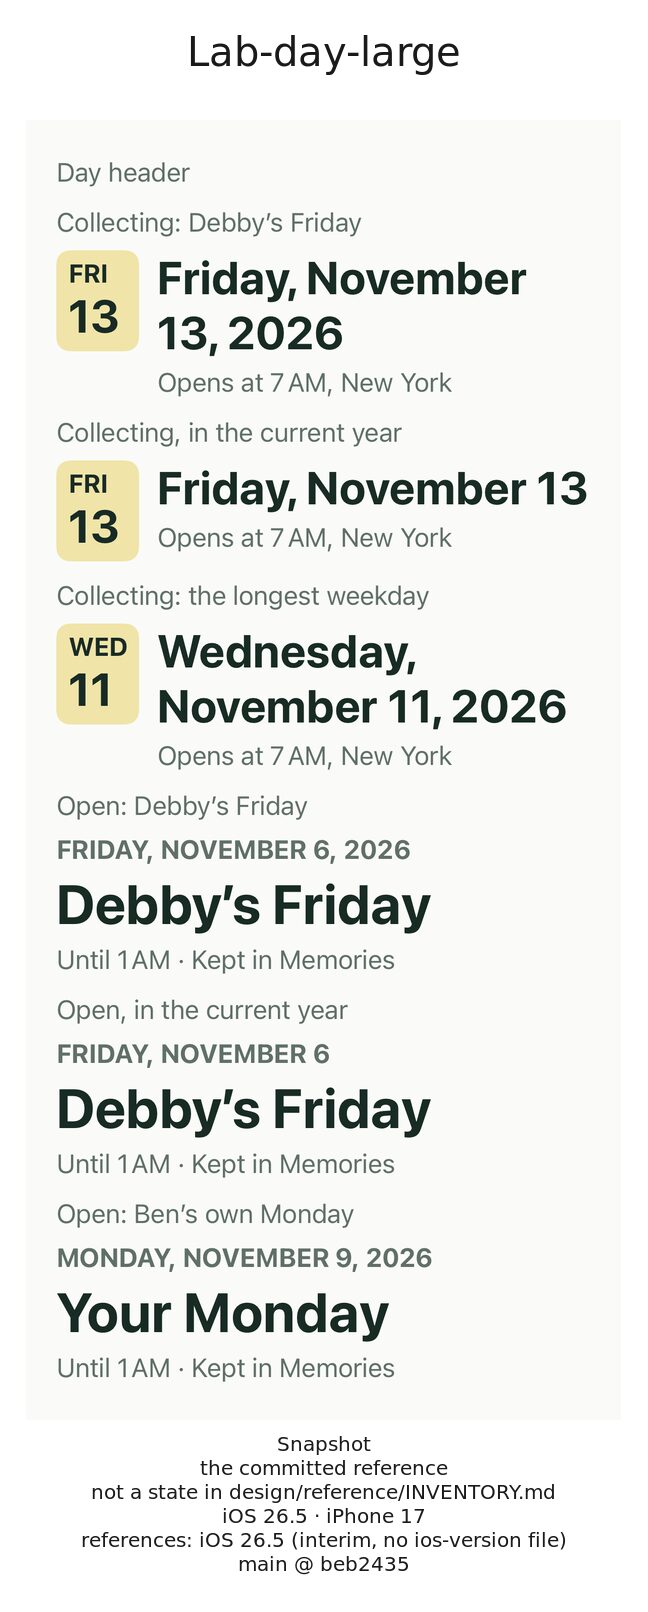 Lab-day-large
Day header
Collecting: Debby’s Friday
FRI
13
Friday, November
13, 2026
Opens at 7 AM, New York
Collecting, in the current year
FRI
13
Friday, November 13
Opens at 7 AM, New York
Collecting: the longest weekday
WED
11
Wednesday,
November 11, 2026
Opens at 7 AM, New York
Open: Debby’s Friday
FRIDAY, NOVEMBER 6, 2026
Debby’s Friday
Until 1 AM · Kept in Memories
Open, in the current year
FRIDAY, NOVEMBER 6
Debby’s Friday
Until 1 AM · Kept in Memories
Open: Ben’s own Monday
MONDAY, NOVEMBER 9, 2026
Your Monday
Until 1 AM · Kept in Memories
Snapshot
the committed reference
not a state in design/reference/INVENTORY.md
iOS 26.5 · iPhone 17
references: iOS 26.5 (interim, no ios-version file)
main @ beb2435